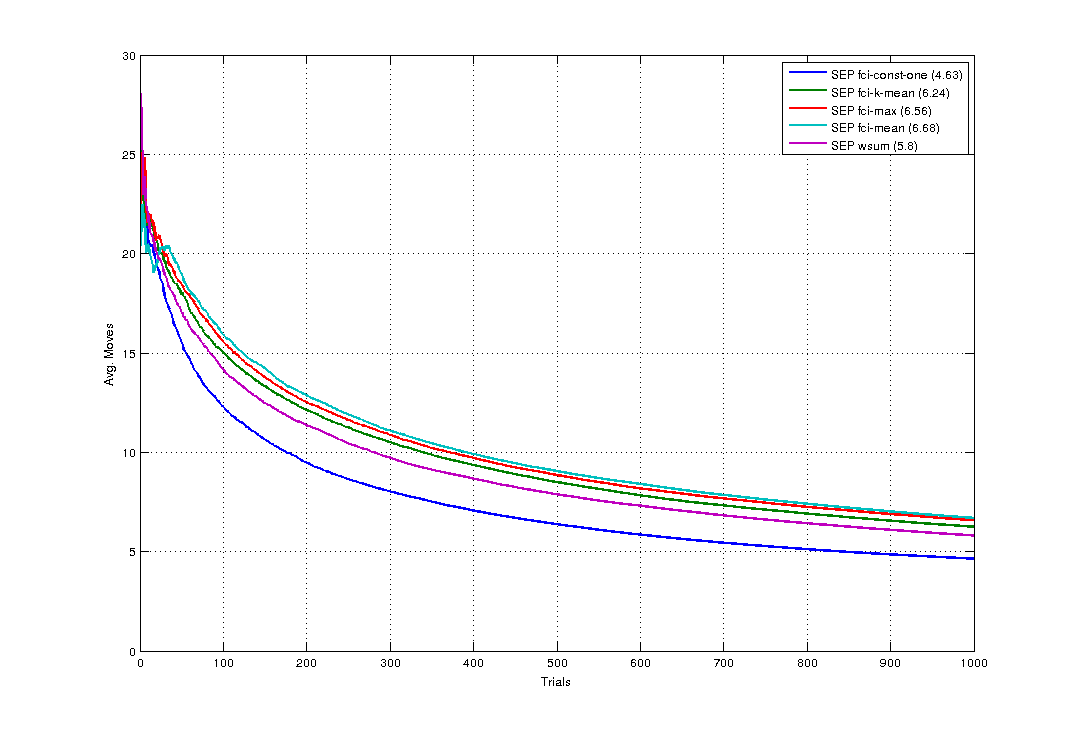 30
SEP fci-const-one (4.63)
SEP fci-k-mean (6.24)
SEP fci-max (6.56)
SEP fci-mean (6.68)
SEP wsum (5.8)
25
20
15
Avg. Moves
10
5
0
0 100 200 300 400 500 600 700 800 900 1000
Trials